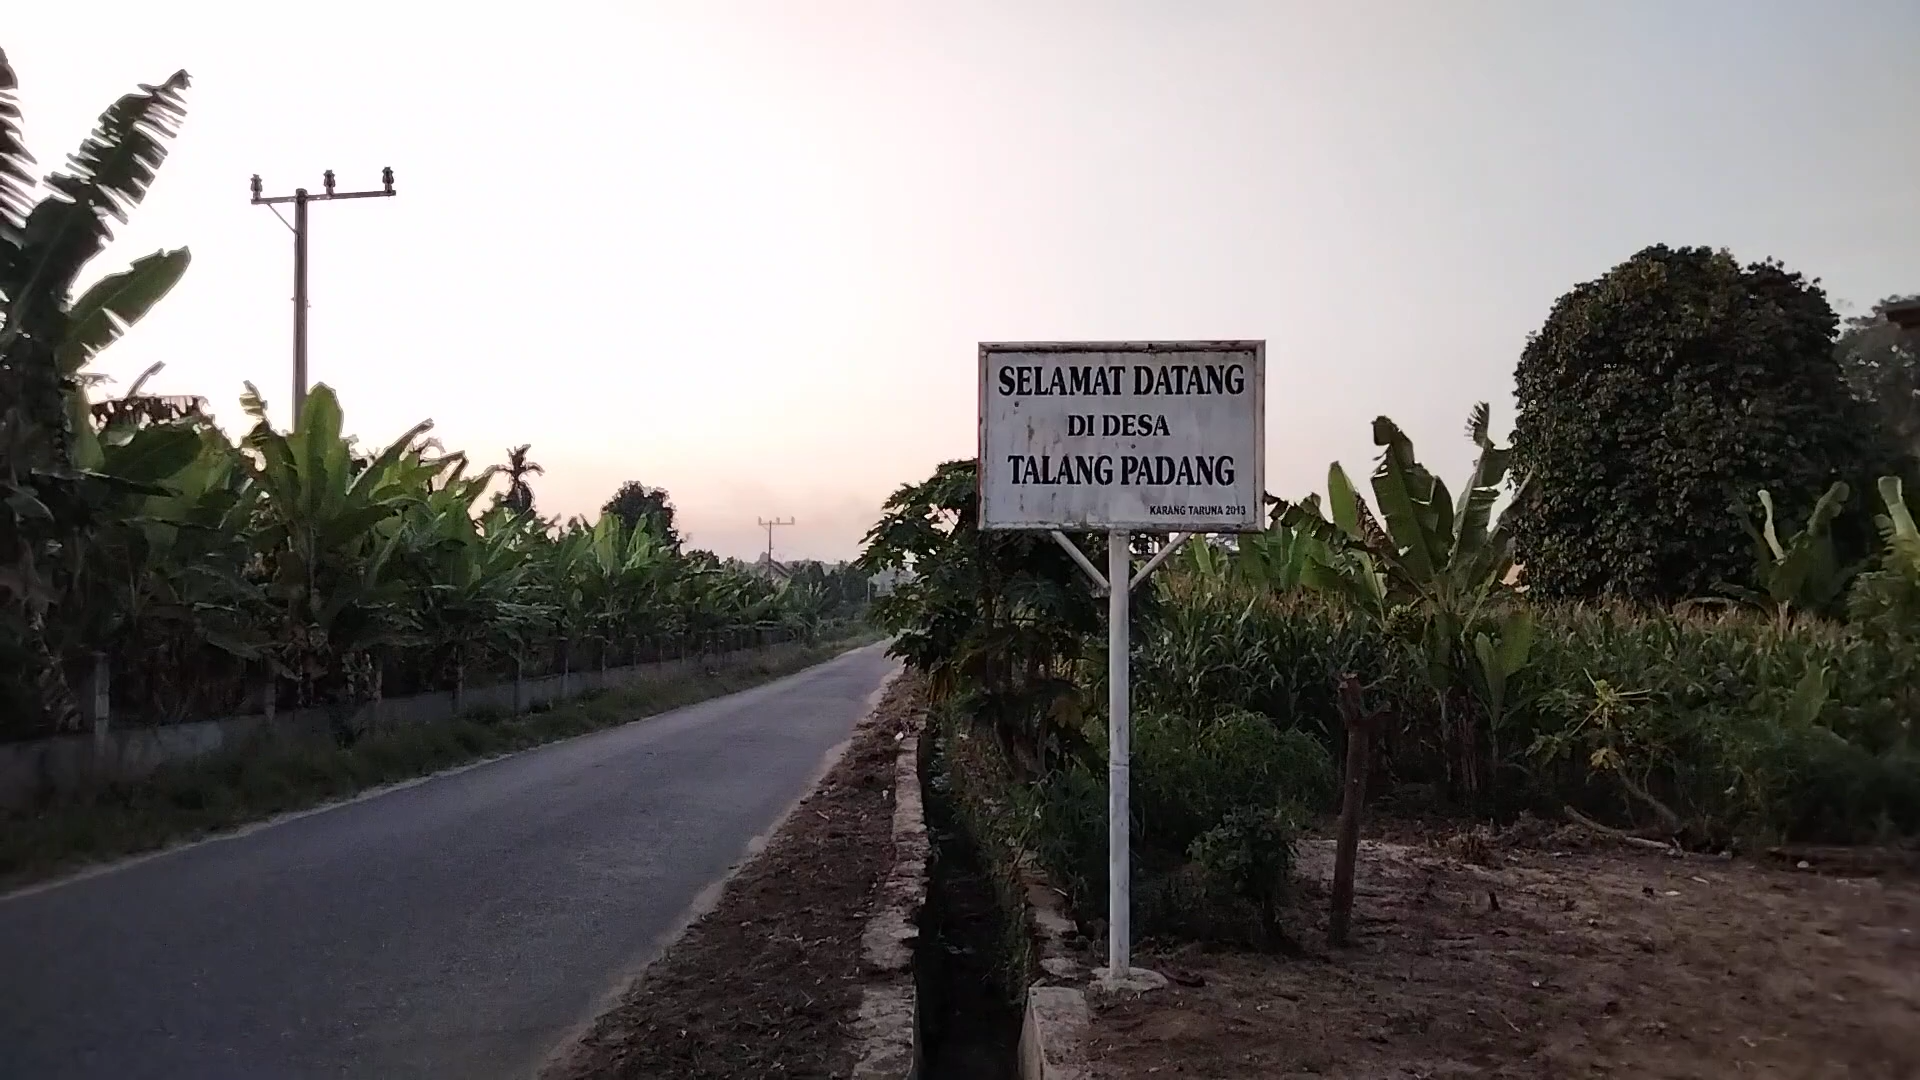 SELAMAT DATANG
DI DESA
TALANG PADANG
KARANG TARUNA 2013